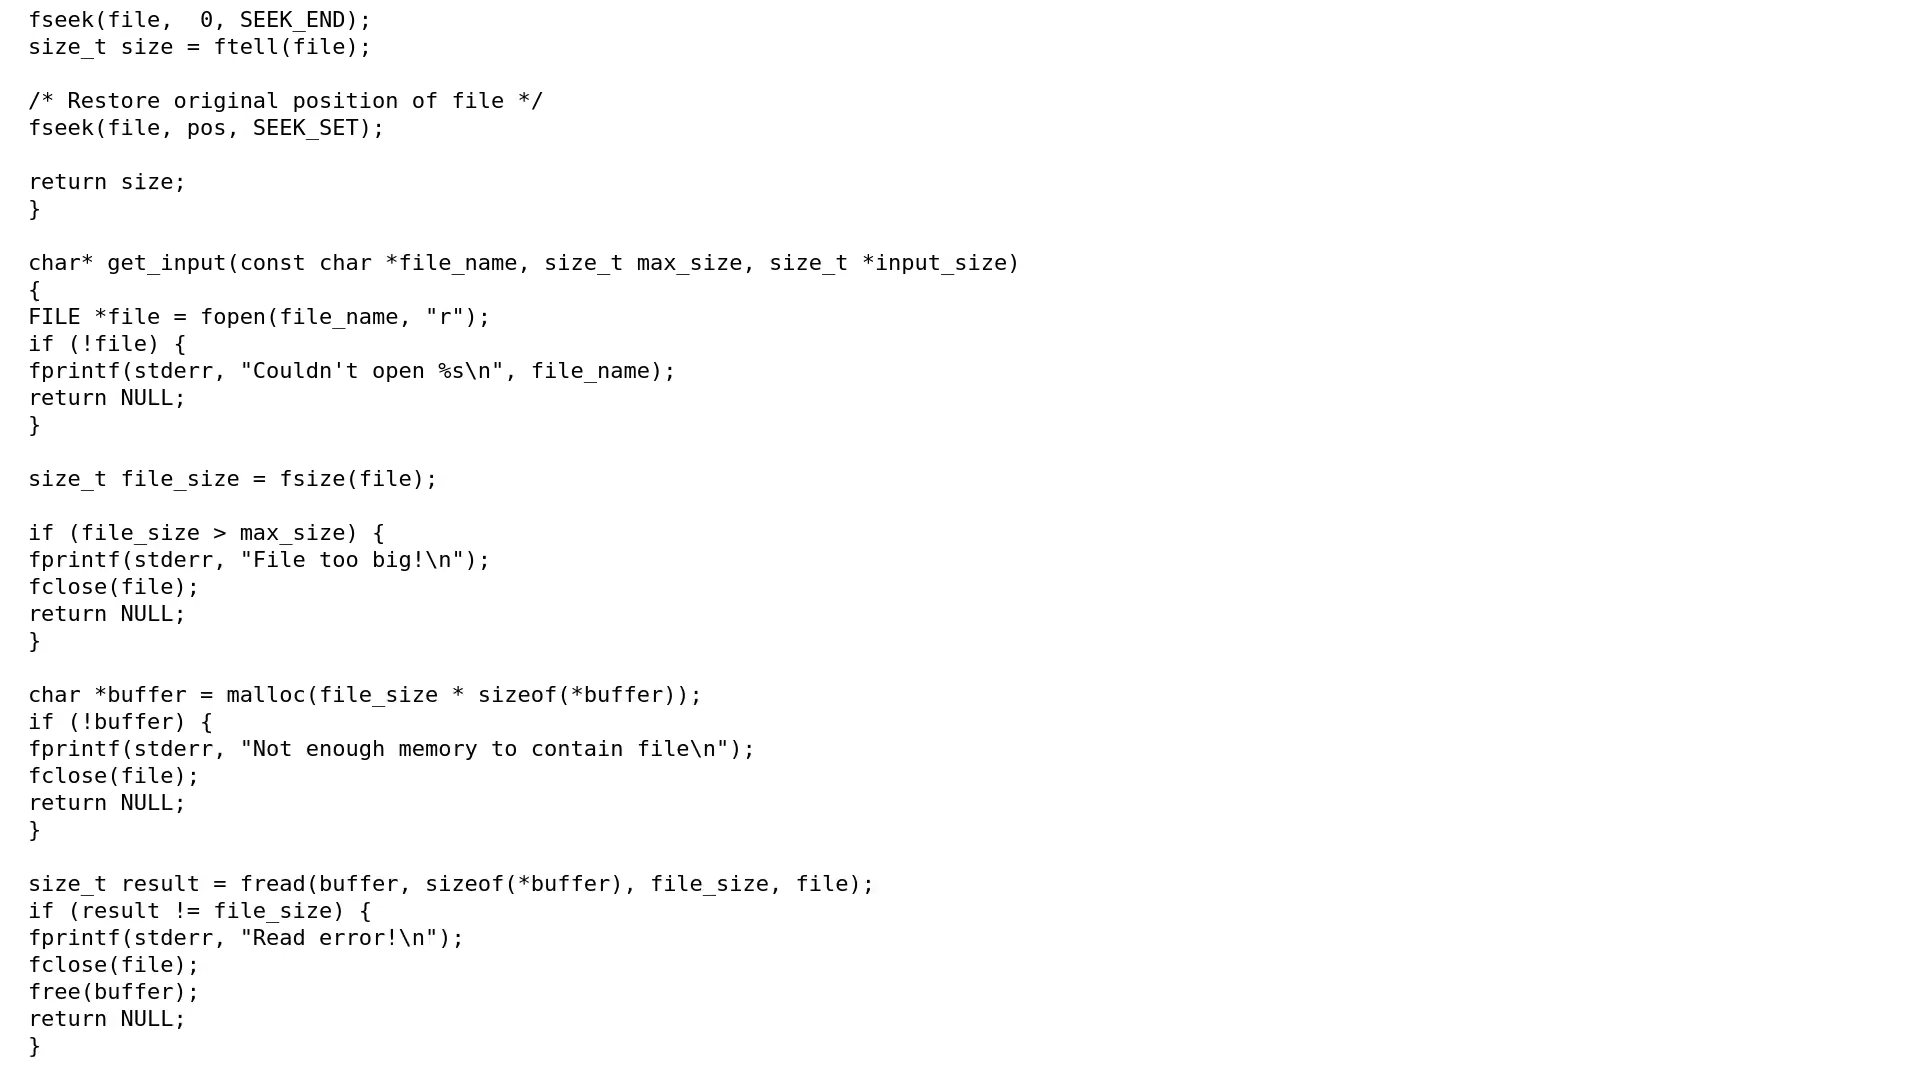 fseek(file,  0, SEEK_END);
size_t size = ftell(file);

/* Restore original position of file */
fseek(file, pos, SEEK_SET);

return size;
}

char* get_input(const char *file_name, size_t max_size, size_t *input_size)
{
FILE *file = fopen(file_name, "r");
if (!file) {
fprintf(stderr, "Couldn't open %s\n", file_name);
return NULL;
}

size_t file_size = fsize(file);

if (file_size > max_size) {
fprintf(stderr, "File too big!\n");
fclose(file);
return NULL;
}

char *buffer = malloc(file_size * sizeof(*buffer));
if (!buffer) {
fprintf(stderr, "Not enough memory to contain file\n");
fclose(file);
return NULL;
}

size_t result = fread(buffer, sizeof(*buffer), file_size, file);
if (result != file_size) {
fprintf(stderr, "Read error!\n");
fclose(file);
free(buffer);
return NULL;
}